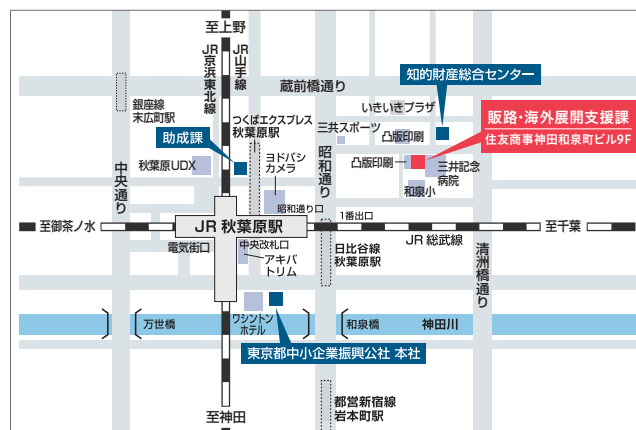 至上野
JR京浜東北線
JR山手線
蔵前橋通り
知的財産総合センター
銀座線
末広町駅
つくばエクスプレス
秋葉原駅
助成課
いきいきプラザ
三共スポーツ
凸版印刷
販路・海外展開支援課
住友商事神田和泉町ビル9F
中央通り
秋葉原UDX
ヨドバシ
カメラ
昭和通り
凸版印刷
三井記念
病院
和泉小
昭和通り口
1番出口
至御茶ノ水
JR 秋葉原駅
JR 総武線
至千葉
電気街口
中央改札口
アキバ
トリム
日比谷線
秋葉原駅
清洲橋通り
ワシントン
ホテル
万世橋
和泉橋
神田川
東京都中小企業振興公社 本社
都営新宿線
岩本町駅
至神田